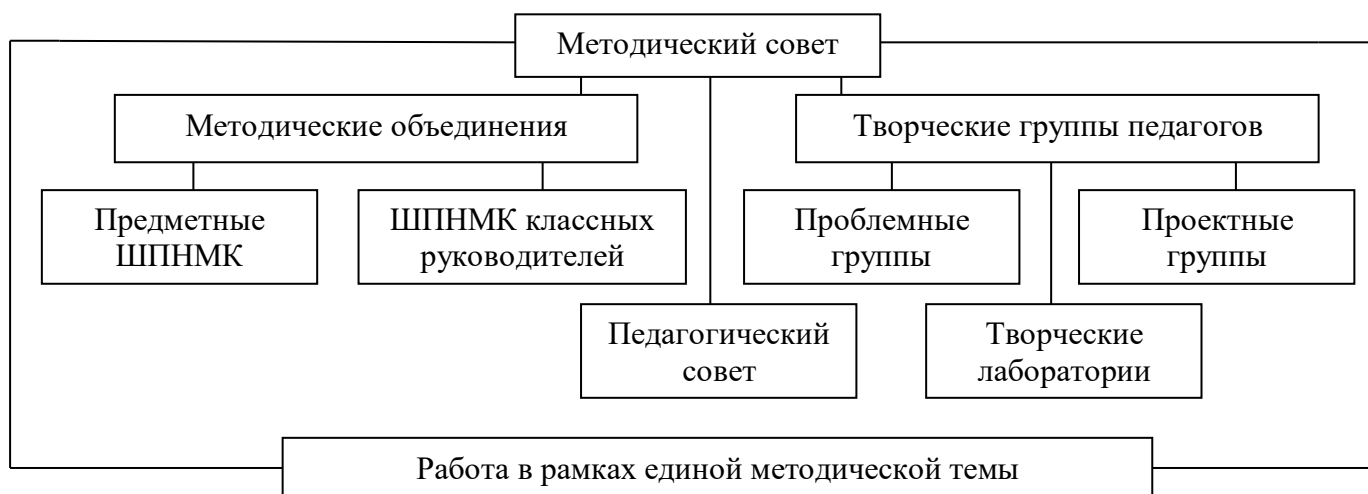 Методический совет
Методические объединения
Творческие группы педагогов
Предметные
ШПНМК
ШПНМК классных
руководителей
Проблемные
группы
Проектные
группы
Педагогический
совет
Творческие
лаборатории
Работа в рамках единой методической темы